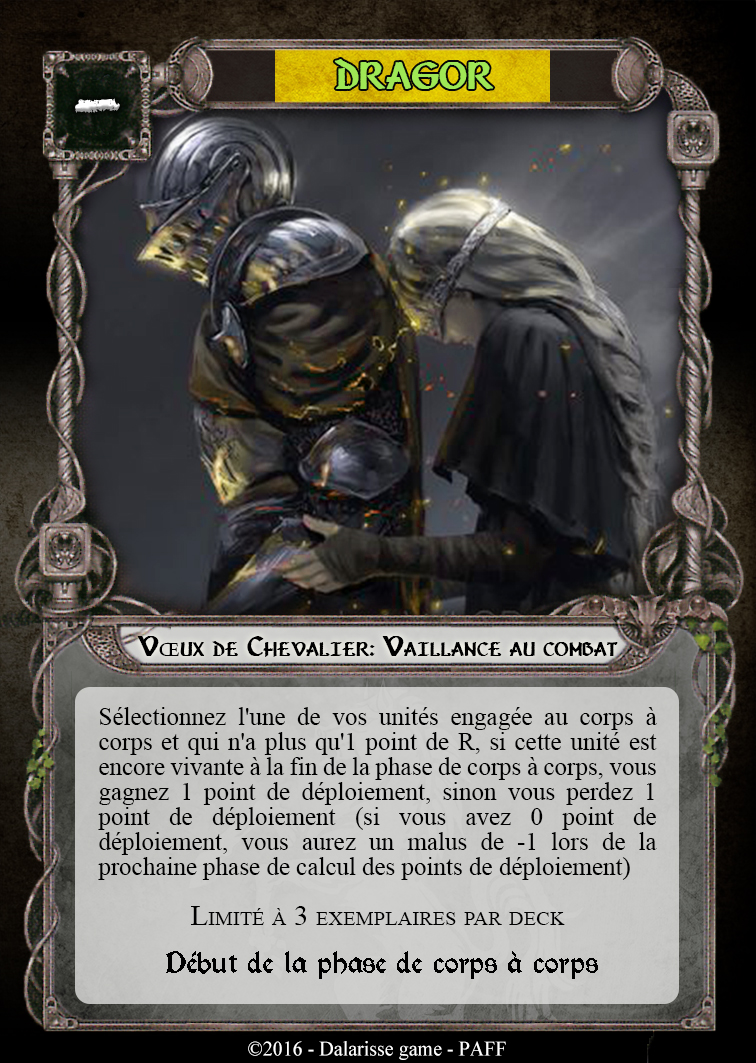 DRAGOR
Vœux de Chevalier: Vaillance au combat
Sélectionnez l'une de vos unités engagée au corps à
corps et qui n'a plus qu'1 point de R, si cette unité est
encore vivante à la fin de la phase de corps à corps, vous
gagnez 1 point de déploiement, sinon vous perdez 1
point de déploiement (si vous avez 0 point de
déploiement, vous aurez un malus de -1 lors de la
prochaine phase de calcul des points de déploiement)
Limité à 3 exemplaires par deck
Début de la phase de corps à corps
©2016 - Dalarisse game - PAFF